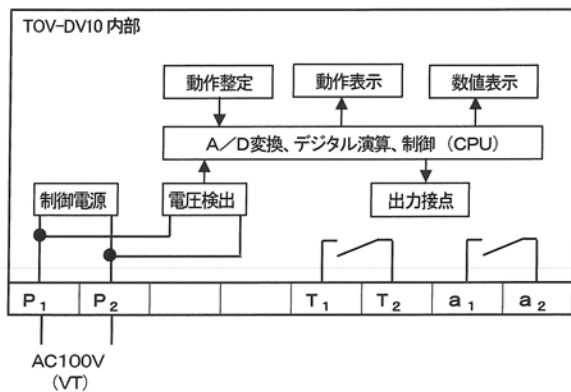 TOV-DV10 内部
動作整定
動作表示
数値表示
A/D変換、デジタル演算、制御（CPU）
制御電源
電圧検出
出力接点
P₁ P₂ T₁ T₂ a₁ a₂
AC100V
(VT)